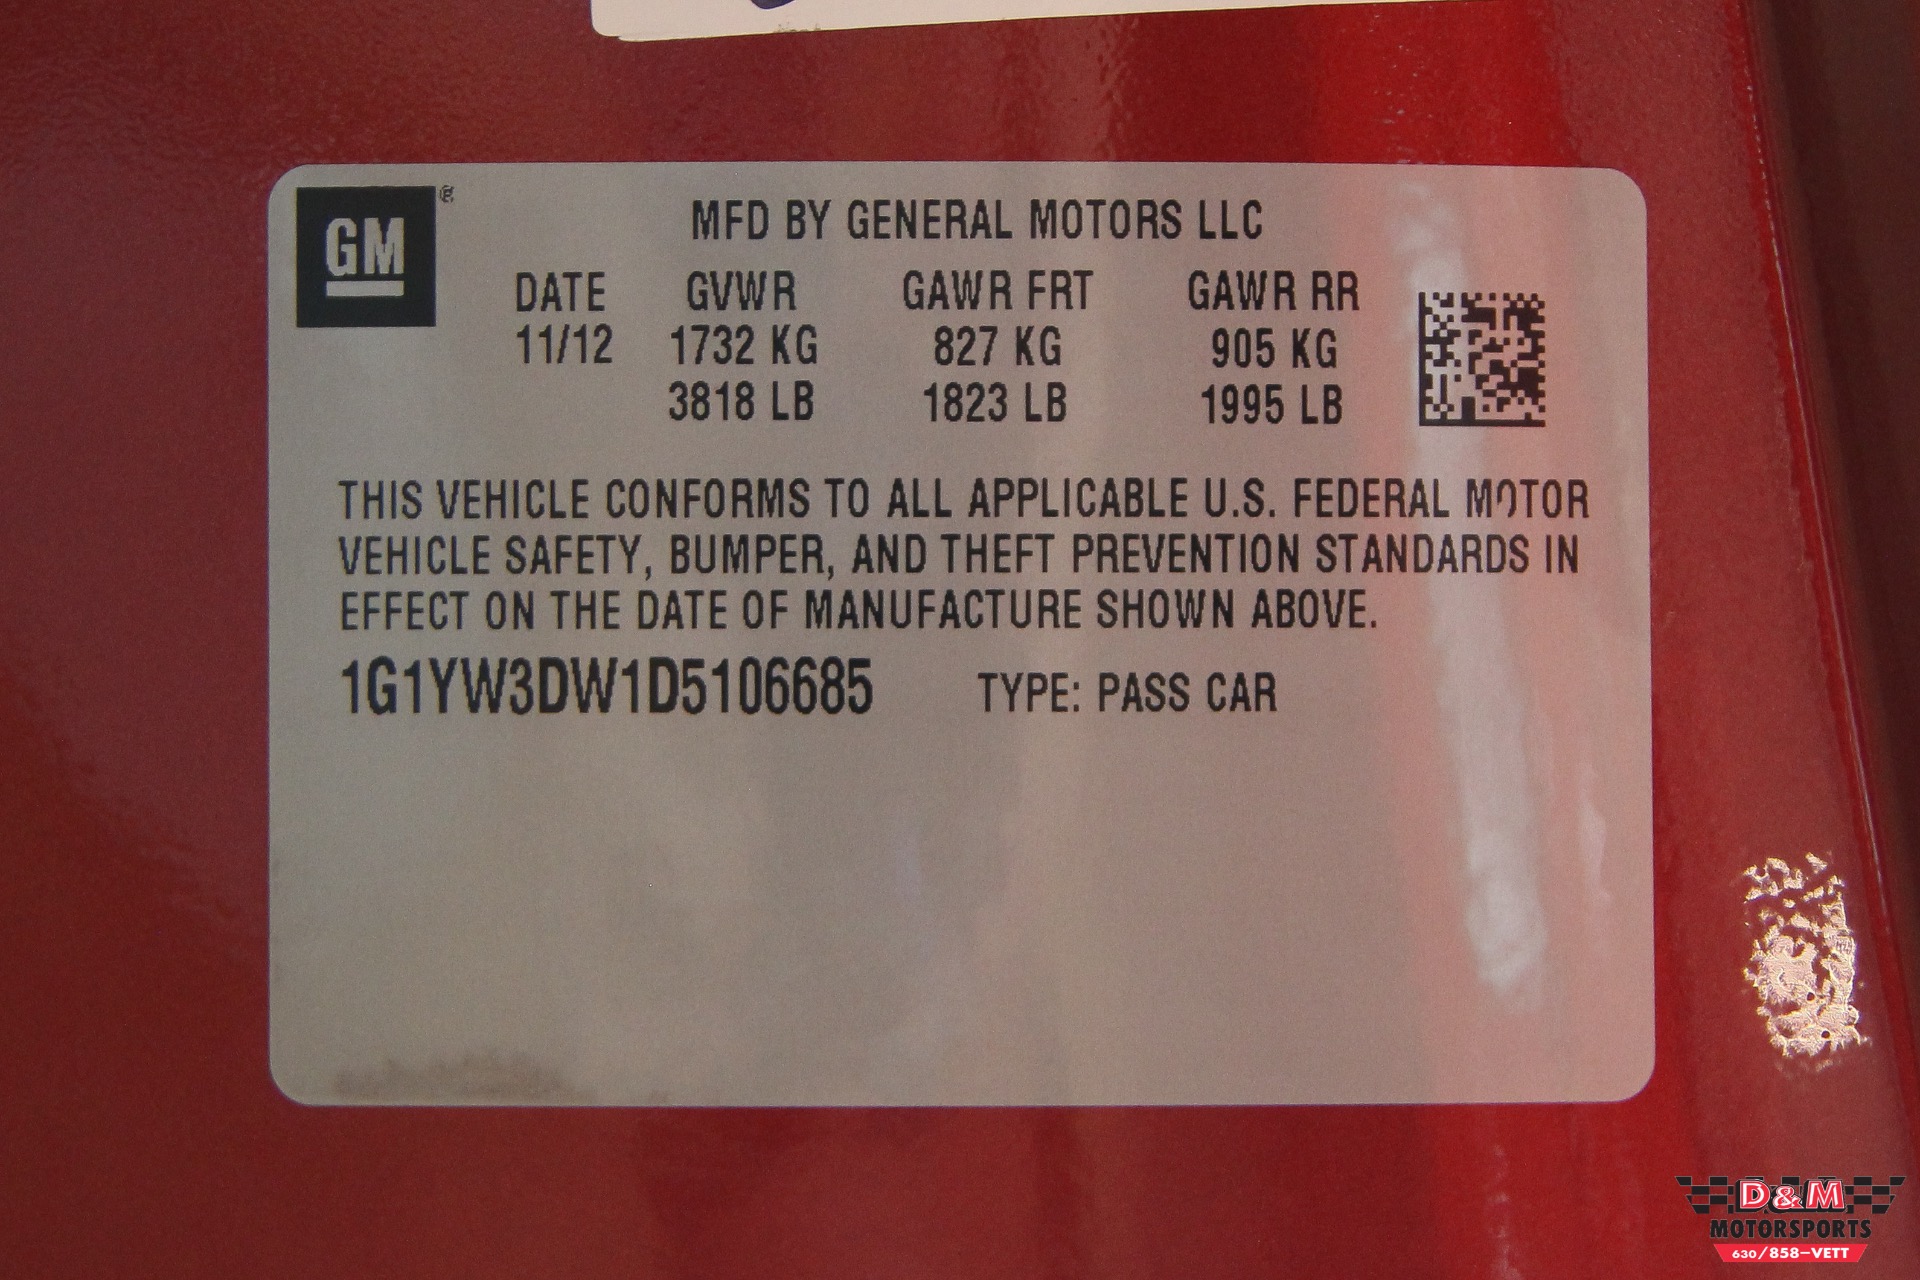 GM
MFD BY GENERAL MOTORS LLC
DATE GVWR GAWR FRT GAWR RR
11/12 1732 KG 827 KG 905 KG
3818 LB 1823 LB 1995 LB
THIS VEHICLE CONFORMS TO ALL APPLICABLE U.S. FEDERAL MOTOR
VEHICLE SAFETY, BUMPER, AND THEFT PREVENTION STANDARDS IN
EFFECT ON THE DATE OF MANUFACTURE SHOWN ABOVE.
1G1YW3DW1D5106685 TYPE: PASS CAR
D&M
MOTORSPORTS
630/858-VETT